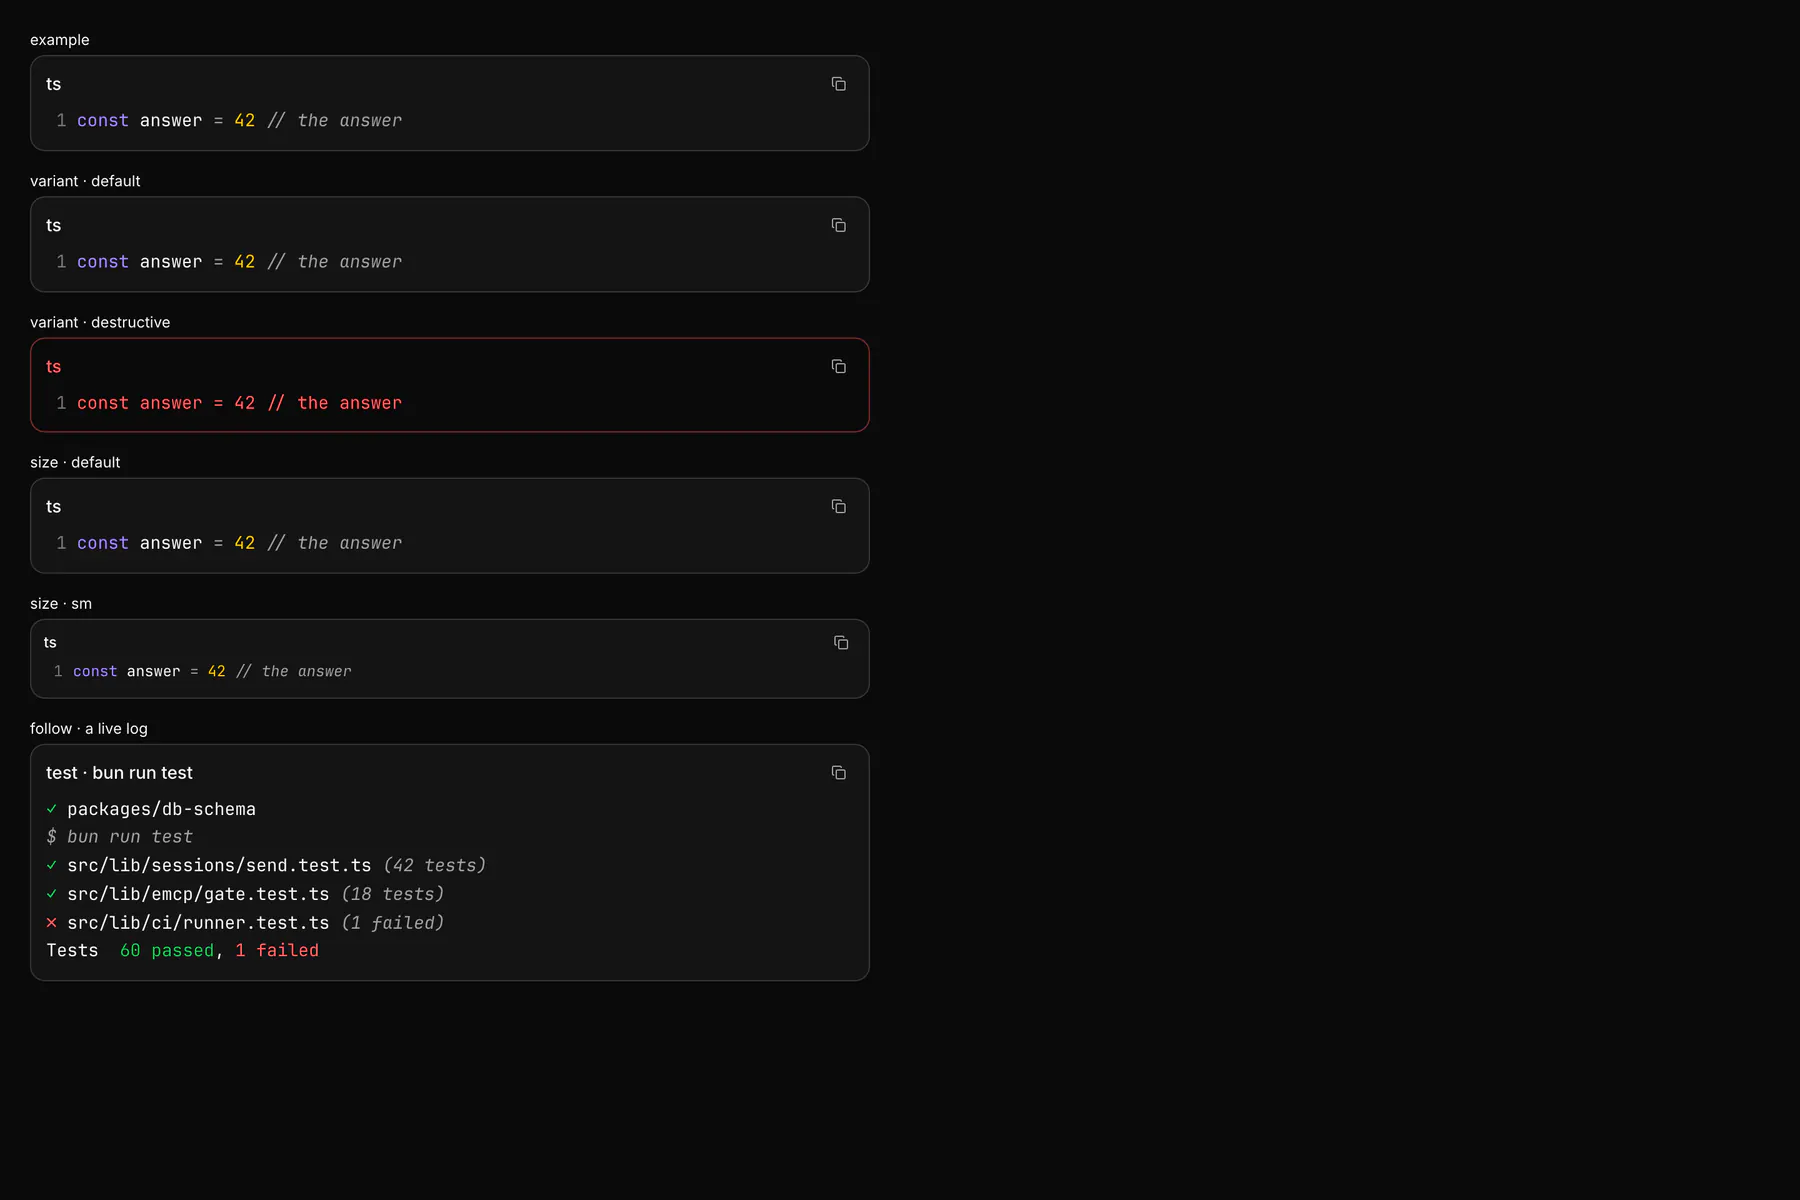 example
ts
1 const answer = 42 // the answer
variant · default
ts
1 const answer = 42 // the answer
variant · destructive
ts
1 const answer = 42 // the answer
size · default
ts
1 const answer = 42 // the answer
size · sm
ts
1 const answer = 42 // the answer
follow · a live log
test · bun run test
✓ packages/db-schema
$ bun run test
✓ src/lib/sessions/send.test.ts (42 tests)
✓ src/lib/emcp/gate.test.ts (18 tests)
✕ src/lib/ci/runner.test.ts (1 failed)
Tests  60 passed, 1 failed